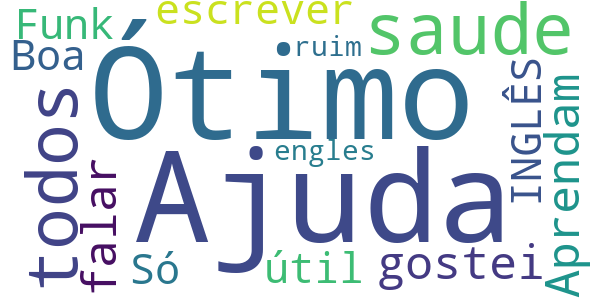 escrever
Funk
saude
Boa
ruim
Ótimo
INGLÊS
Aprendam
todos
engles
Ajuda
falar
Só
útil
gostei